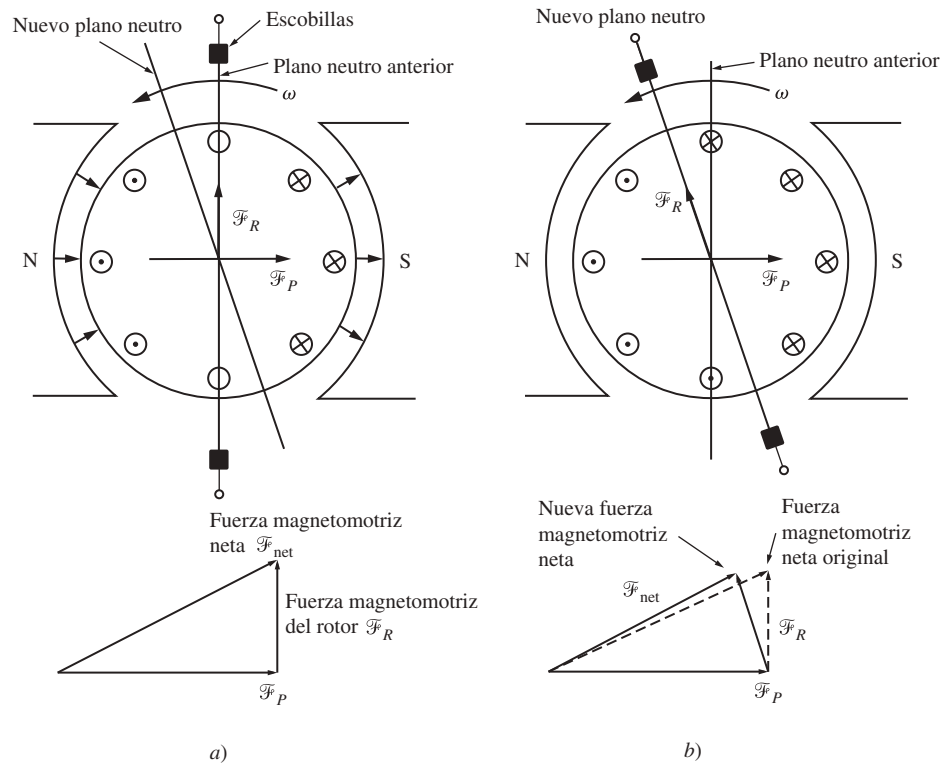 Nuevo plano neutro
Escobillas
Plano neutro anterior
ω
N
S
ℱR
ℱP
Fuerza magnetomotriz
neta ℱnet
Fuerza magnetomotriz
del rotor ℱR
ℱP
a)
Nuevo plano neutro
Plano neutro anterior
ω
N
S
ℱR
ℱP
Nueva fuerza
magnetomotriz
neta
Fuerza
magnetomotriz
neta original
ℱnet
ℱR
ℱP
b)